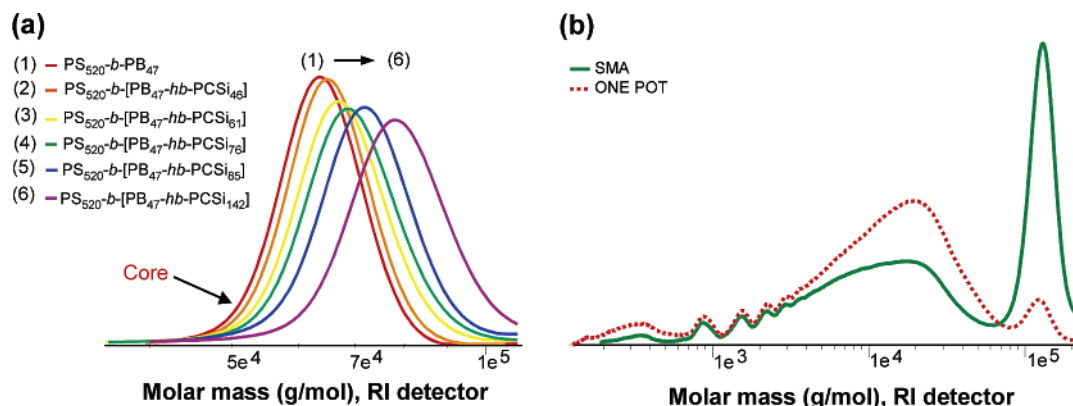 (a)
(1) PS520-b-PB47
(2) PS520-b-[PB47-hb-PCSi46]
(3) PS520-b-[PB47-hb-PCSi61]
(4) PS520-b-[PB47-hb-PCSi76]
(5) PS520-b-[PB47-hb-PCSi85]
(6) PS520-b-[PB47-hb-PCSi142]
(1) (6)
Core
5e4 7e4 1e5
Molar mass (g/mol), RI detector
(b)
SMA
ONE POT
1e3 1e4 1e5
Molar mass (g/mol), RI detector